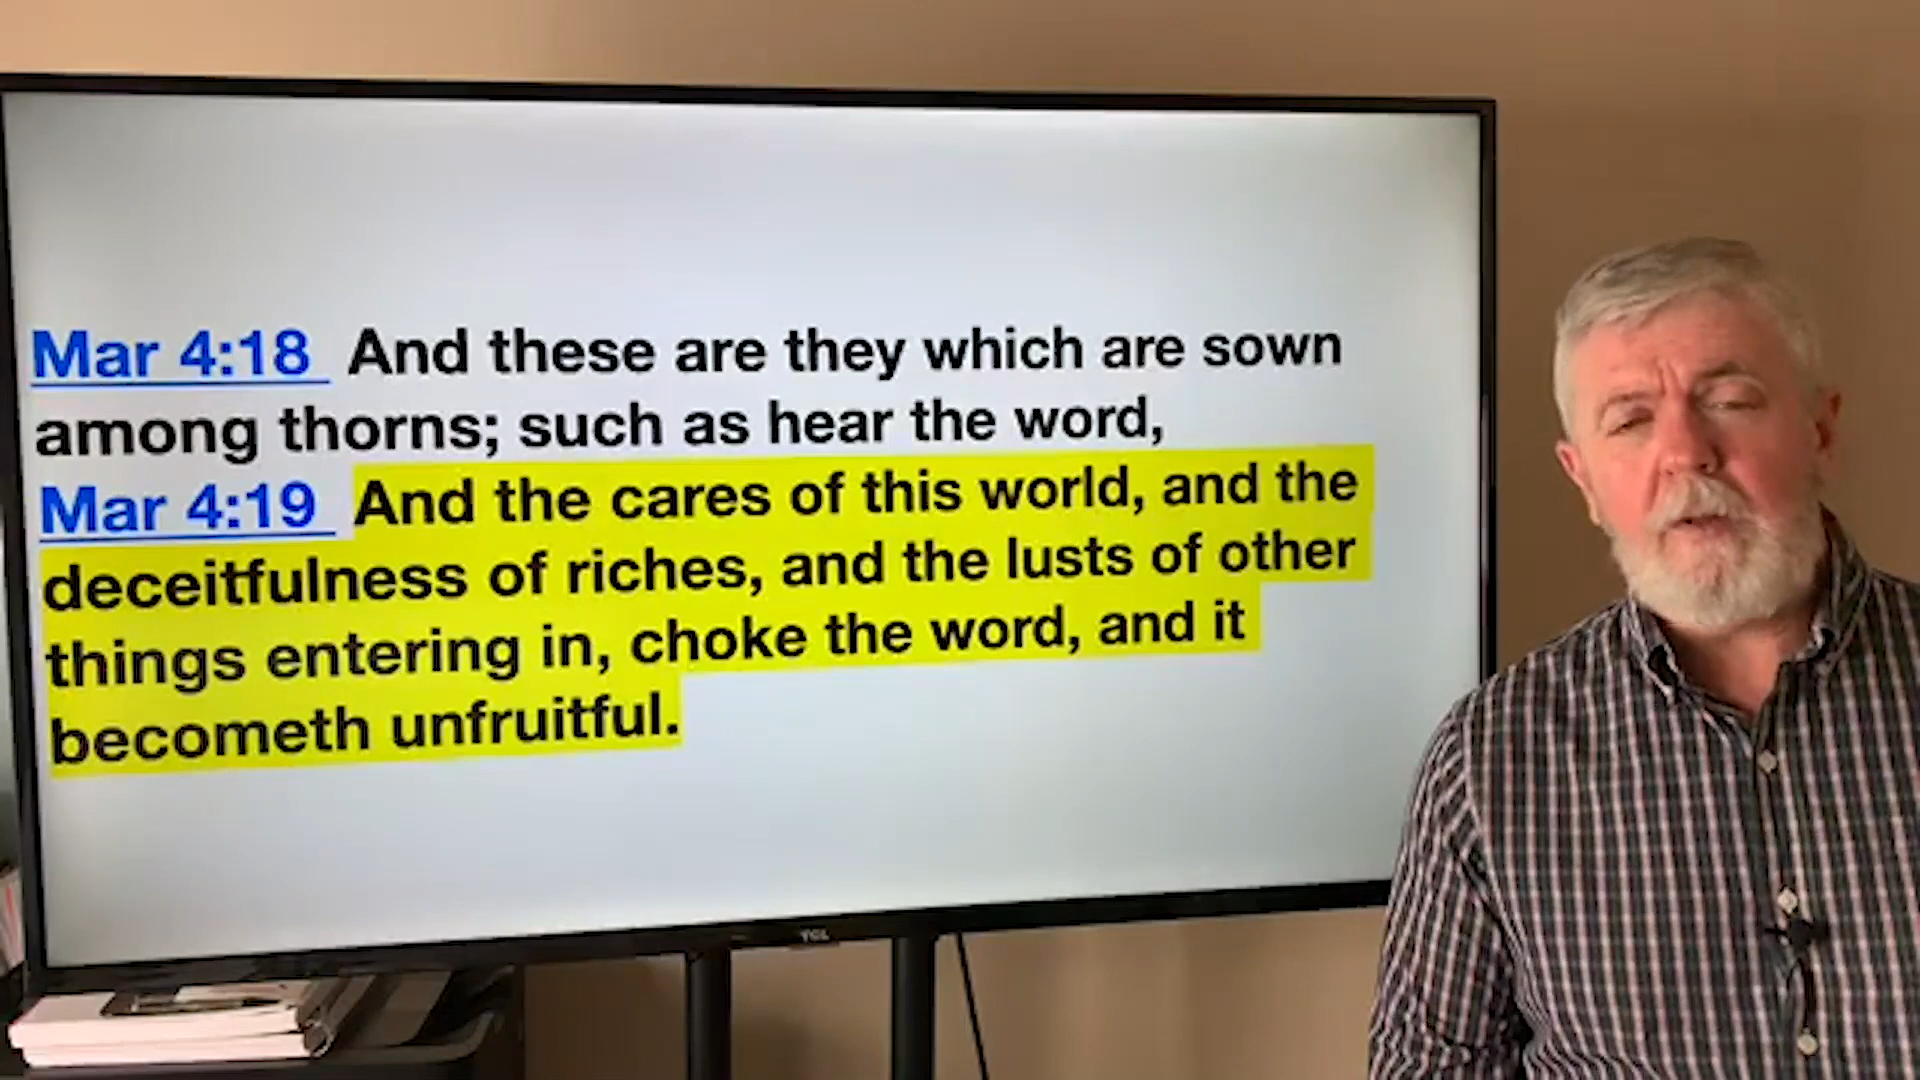 Mar 4:18 And these are they which are sown
among thorns; such as hear the word,
Mar 4:19 And the cares of this world, and the
deceitfulness of riches, and the lusts of other
things entering in, choke the word, and it
becometh unfruitful.
TCL